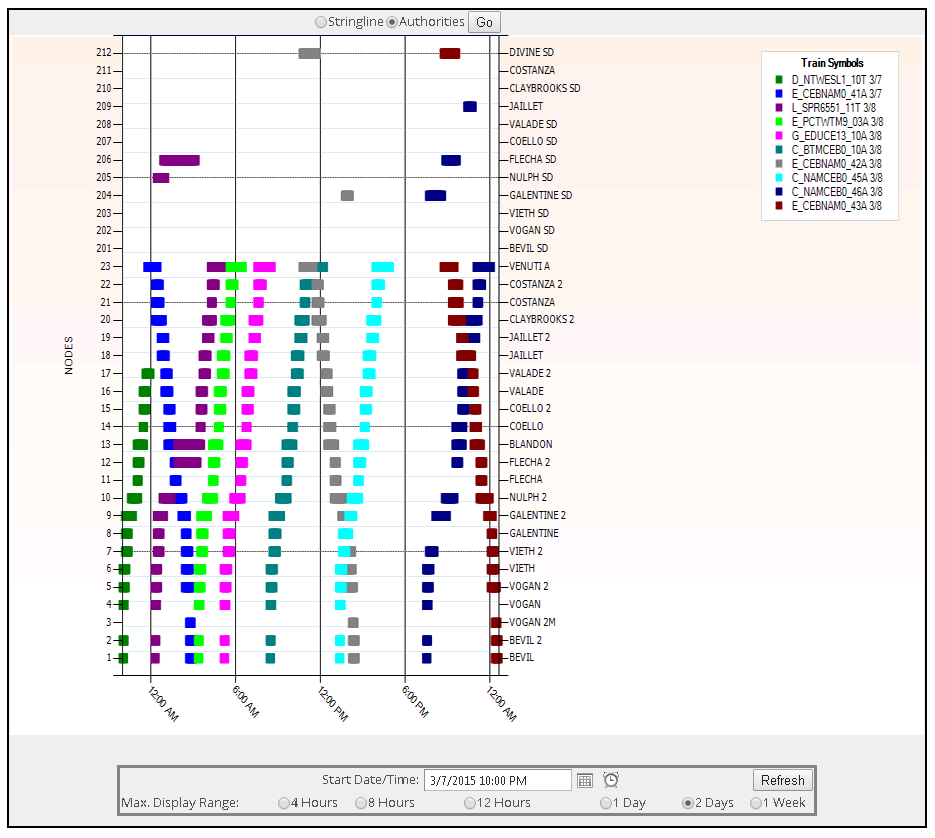 Stringline Authorities Go
212 DIVINE SD
211 COSTANZA
210 CLAYBROOKS SD
209 JAILLET
208 VALADE SD
207 COELLO SD
206 FLECHA SD
205 NULPH SD
204 GALENTINE SD
203 VIETH SD
202 VOGAN SD
201 BEVIL SD
23 VENUTI A
22 COSTANZA 2
21 COSTANZA
20 CLAYBROOKS 2
19 JAILLET 2
18 JAILLET
17 VALADE 2
16 VALADE
15 COELLO 2
14 COELLO
13 BLANDON
12 FLECHA 2
11 FLECHA
10 NULPH 2
9 GALENTINE 2
8 GALENTINE
7 VIETH 2
6 VIETH
5 VOGAN 2
4 VOGAN
3 VOGAN 2M
2 BEVIL 2
1 BEVIL
NODES
12:00 AM 6:00 AM 12:00 PM 6:00 PM 12:00 AM
Train Symbols
D_NTWESL1_10T 3/7
E_CEBNAM0_41A 3/7
L_SPR6551_11T 3/8
E_PCTWTM9_03A 3/8
G_EDUCE13_10A 3/8
C_BTMCEB0_10A 3/8
E_CEBNAM0_42A 3/8
C_NAMCEB0_45A 3/8
C_NAMCEB0_46A 3/8
E_CEBNAM0_43A 3/8
Start Date/Time: 3/7/2015 10:00 PM Refresh
Max. Display Range: 4 Hours 8 Hours 12 Hours 1 Day 2 Days 1 Week